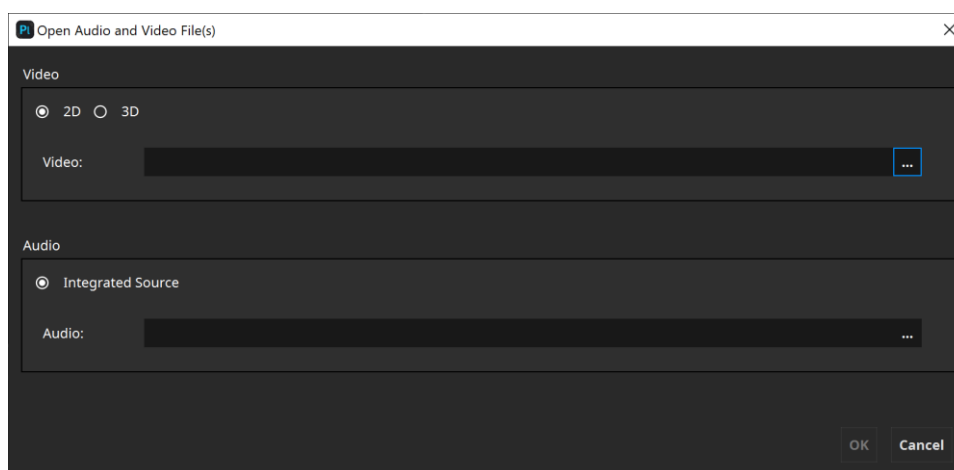 Pl Open Audio and Video File(s)
Video
2D 3D
Video: ...
Audio
Integrated Source
Audio: ...
OK Cancel